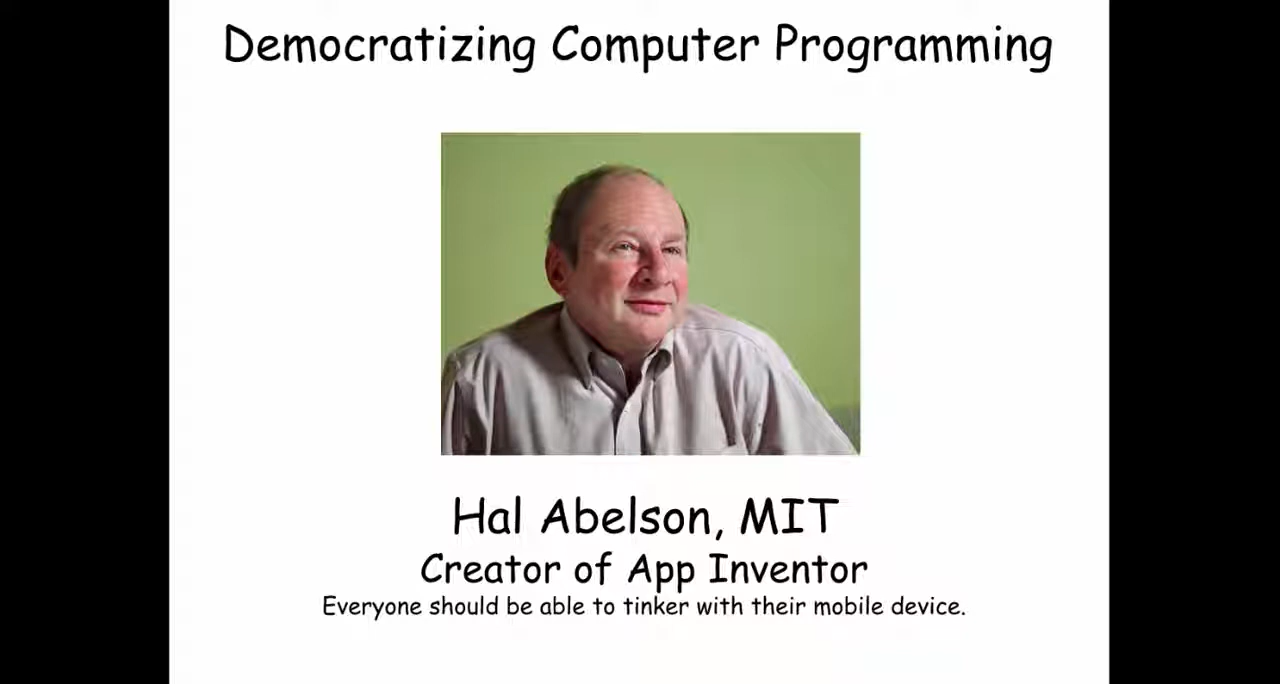 Democratizing Computer Programming
Hal Abelson, MIT
Creator of App Inventor
Everyone should be able to tinker with their mobile device.